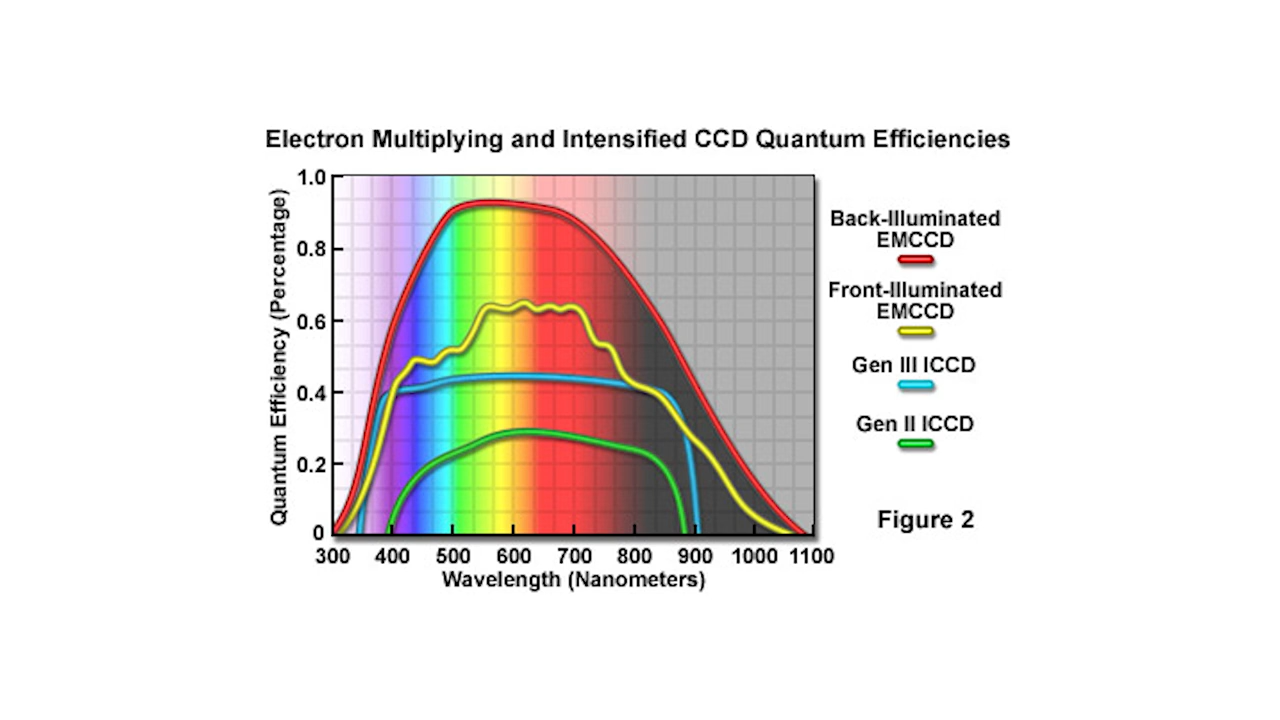 Electron Multiplying and Intensified CCD Quantum Efficiencies
Quantum Efficiency (Percentage)
1.0
0.8
0.6
0.4
0.2
0
300 400 500 600 700 800 900 1000 1100
Wavelength (Nanometers)
Back-Illuminated
EMCCD
Front-Illuminated
EMCCD
Gen III ICCD
Gen II ICCD
Figure 2